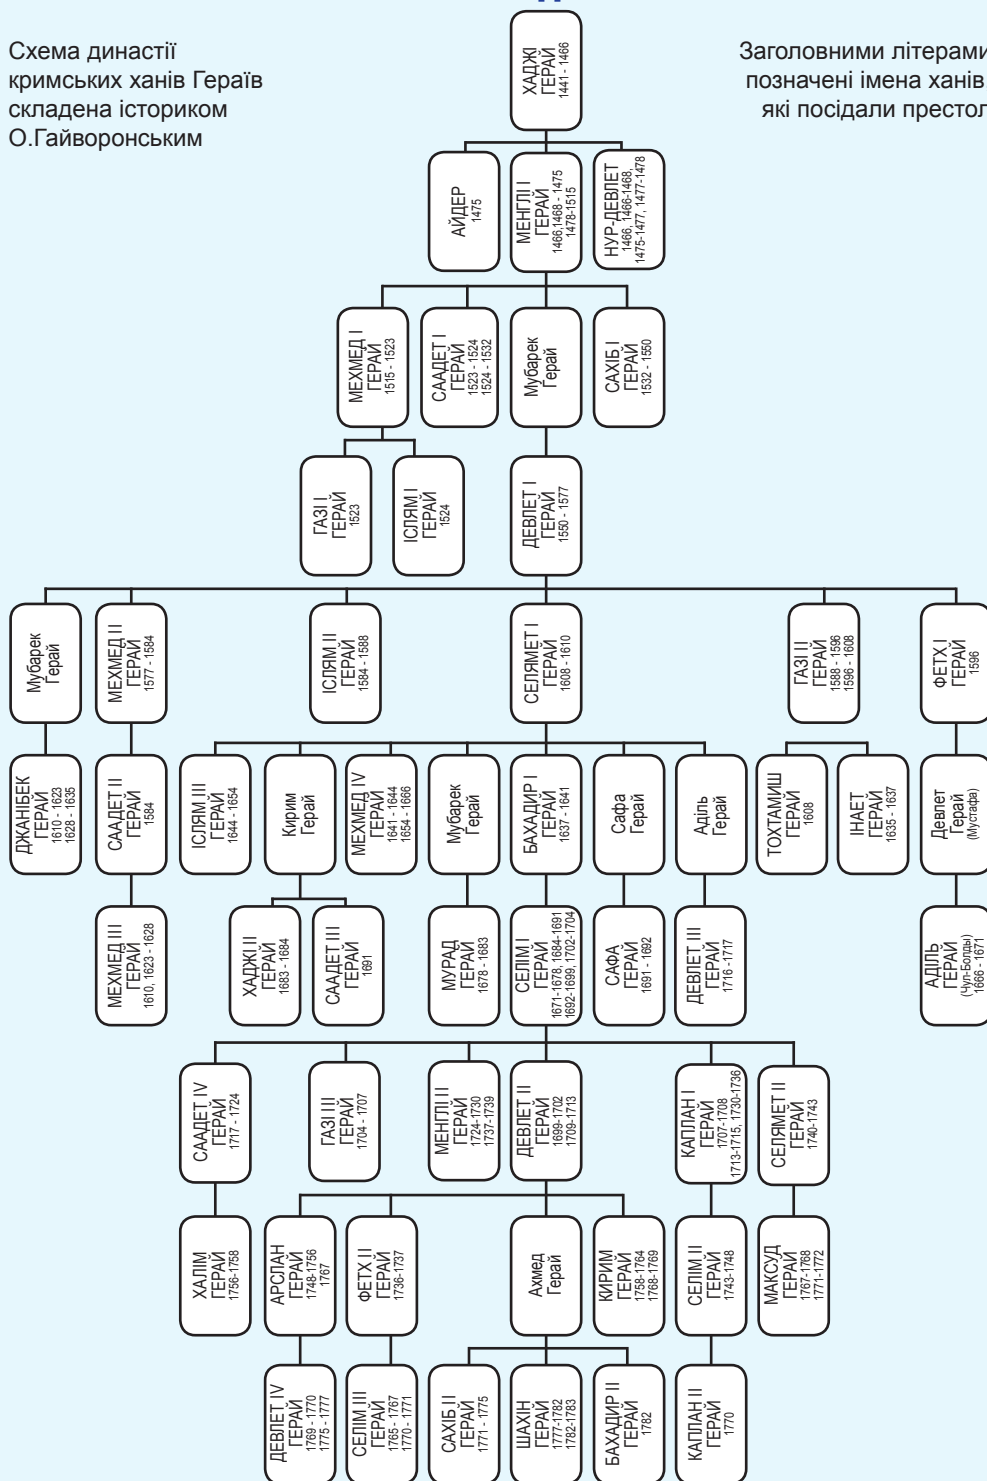 Схема династії
кримських ханів Гераїв
складена істориком
О.Гайворонським
Заголовними літерами
позначені імена ханів
які посідали престол
ХАДЖІ
ГЕРАЙ
1441 - 1466
АЙДЕР
1475
МЕНГЛІ І
ГЕРАЙ
1466,1468 - 1475
1478-1515
НУР-ДЕВЛЕТ
1466, 1466-1468,
1475-1477, 1477-1478
МЕХМЕД І
ГЕРАЙ
1515 - 1523
СААДЕТ І
ГЕРАЙ
1523 - 1524
1524 - 1532
Мубарек
Герай
САХІБ І
ГЕРАЙ
1532 - 1550
ГАЗІ І
ГЕРАЙ
1523
ІСЛЯМ І
ГЕРАЙ
1524
ДЕВЛЕТ І
ГЕРАЙ
1550 - 1577
Мубарек
Герай
МЕХМЕД ІІ
ГЕРАЙ
1577 - 1584
ІСЛЯМ ІІ
ГЕРАЙ
1584 - 1588
СЕЛЯМЕТ І
ГЕРАЙ
1608 - 1610
ГАЗІ ІІ
ГЕРАЙ
1588 - 1596
1596 - 1608
ФЕТХ І
ГЕРАЙ
1596
ДЖАНІБЕК
ГЕРАЙ
1610 - 1623
1628 - 1635
СААДЕТ ІІ
ГЕРАЙ
1584
ІСЛЯМ ІІІ
ГЕРАЙ
1644 - 1654
Кирим
Герай
МЕХМЕД IV
ГЕРАЙ
1641 - 1644
1654 - 1666
Мубарек
Герай
БАХАДИР І
ГЕРАЙ
1637 - 1641
Сафа
Герай
Аділь
Герай
ТОХТАМИШ
ГЕРАЙ
1608
ІНАЕТ
ГЕРАЙ
1635 - 1637
Девлет
Герай
(Мустафа)
МЕХМЕД ІІІ
ГЕРАЙ
1610, 1623 - 1628
ХАДЖІ ІІ
ГЕРАЙ
1683 - 1684
СААДЕТ ІІІ
ГЕРАЙ
1691
МУРАД
ГЕРАЙ
1678 - 1683
СЕЛІМ І
ГЕРАЙ
1671-1678, 1684-1691
1692-1699, 1702-1704
САФА
ГЕРАЙ
1691 - 1692
ДЕВЛЕТ ІІІ
ГЕРАЙ
1716 -1717
АДІЛЬ
ГЕРАЙ
(Чул-Болды)
1666 - 1671
СААДЕТ IV
ГЕРАЙ
1717 - 1724
ГАЗІ ІІІ
ГЕРАЙ
1704 - 1707
МЕНГЛІ ІІ
ГЕРАЙ
1724-1730
1737-1739
ДЕВЛЕТ ІІ
ГЕРАЙ
1699-1702
1709-1713
КАПЛАН І
ГЕРАЙ
1707-1708
1713-1715, 1730-1736
СЕЛЯМЕТ ІІ
ГЕРАЙ
1740-1743
ХАЛІМ
ГЕРАЙ
1756-1758
АРСЛАН
ГЕРАЙ
1748-1756
1767
ФЕТХ ІІ
ГЕРАЙ
1736-1737
Ахмед
Герай
КИРИМ
ГЕРАЙ
1758-1764
1768-1769
СЕЛІМ ІІ
ГЕРАЙ
1743-1748
МАКСУД
ГЕРАЙ
1767-1768
1771-1772
ДЕВЛЕТ IV
ГЕРАЙ
1769 - 1770
1775 - 1777
СЕЛІМ ІІІ
ГЕРАЙ
1765 - 1767
1770 - 1771
САХІБ ІІ
ГЕРАЙ
1771 - 1775
ШАХІН
ГЕРАЙ
1777-1782
1782-1783
БАХАДИР ІІ
ГЕРАЙ
1782
КАПЛАН ІІ
ГЕРАЙ
1770